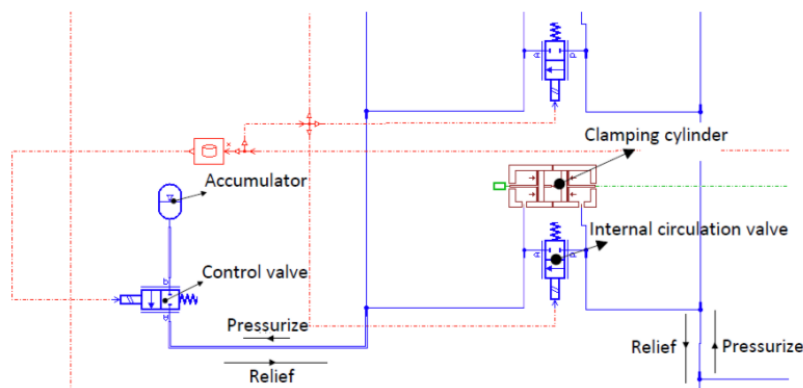 Clamping cylinder
Accumulator
Internal circulation valve
Control valve
Pressurize
Relief
Relief
Pressurize